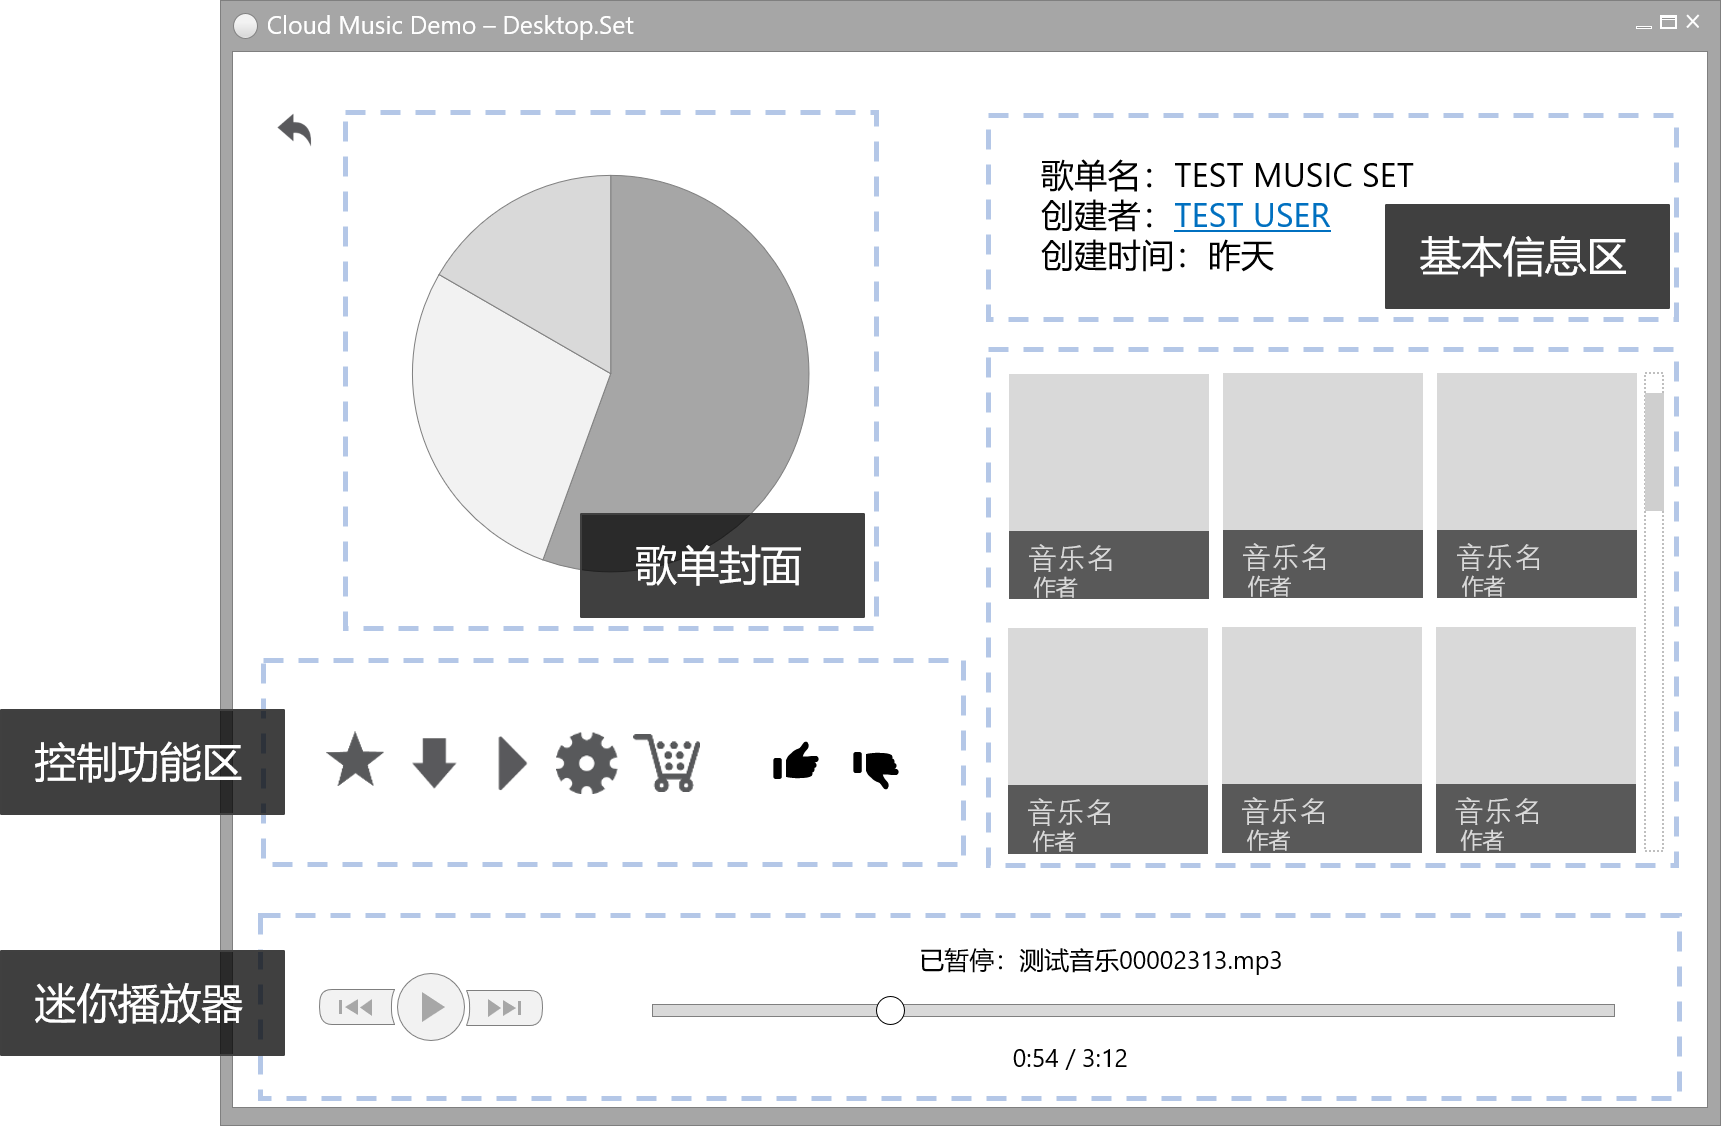 Cloud Music Demo – Desktop.Set
歌单名：TEST MUSIC SET
创建者：TEST USER
创建时间：昨天
基本信息区
歌单封面
音乐名
作者
音乐名
作者
音乐名
作者
音乐名
作者
音乐名
作者
音乐名
作者
控制功能区
迷你播放器
已暂停：测试音乐00002313.mp3
0:54 / 3:12